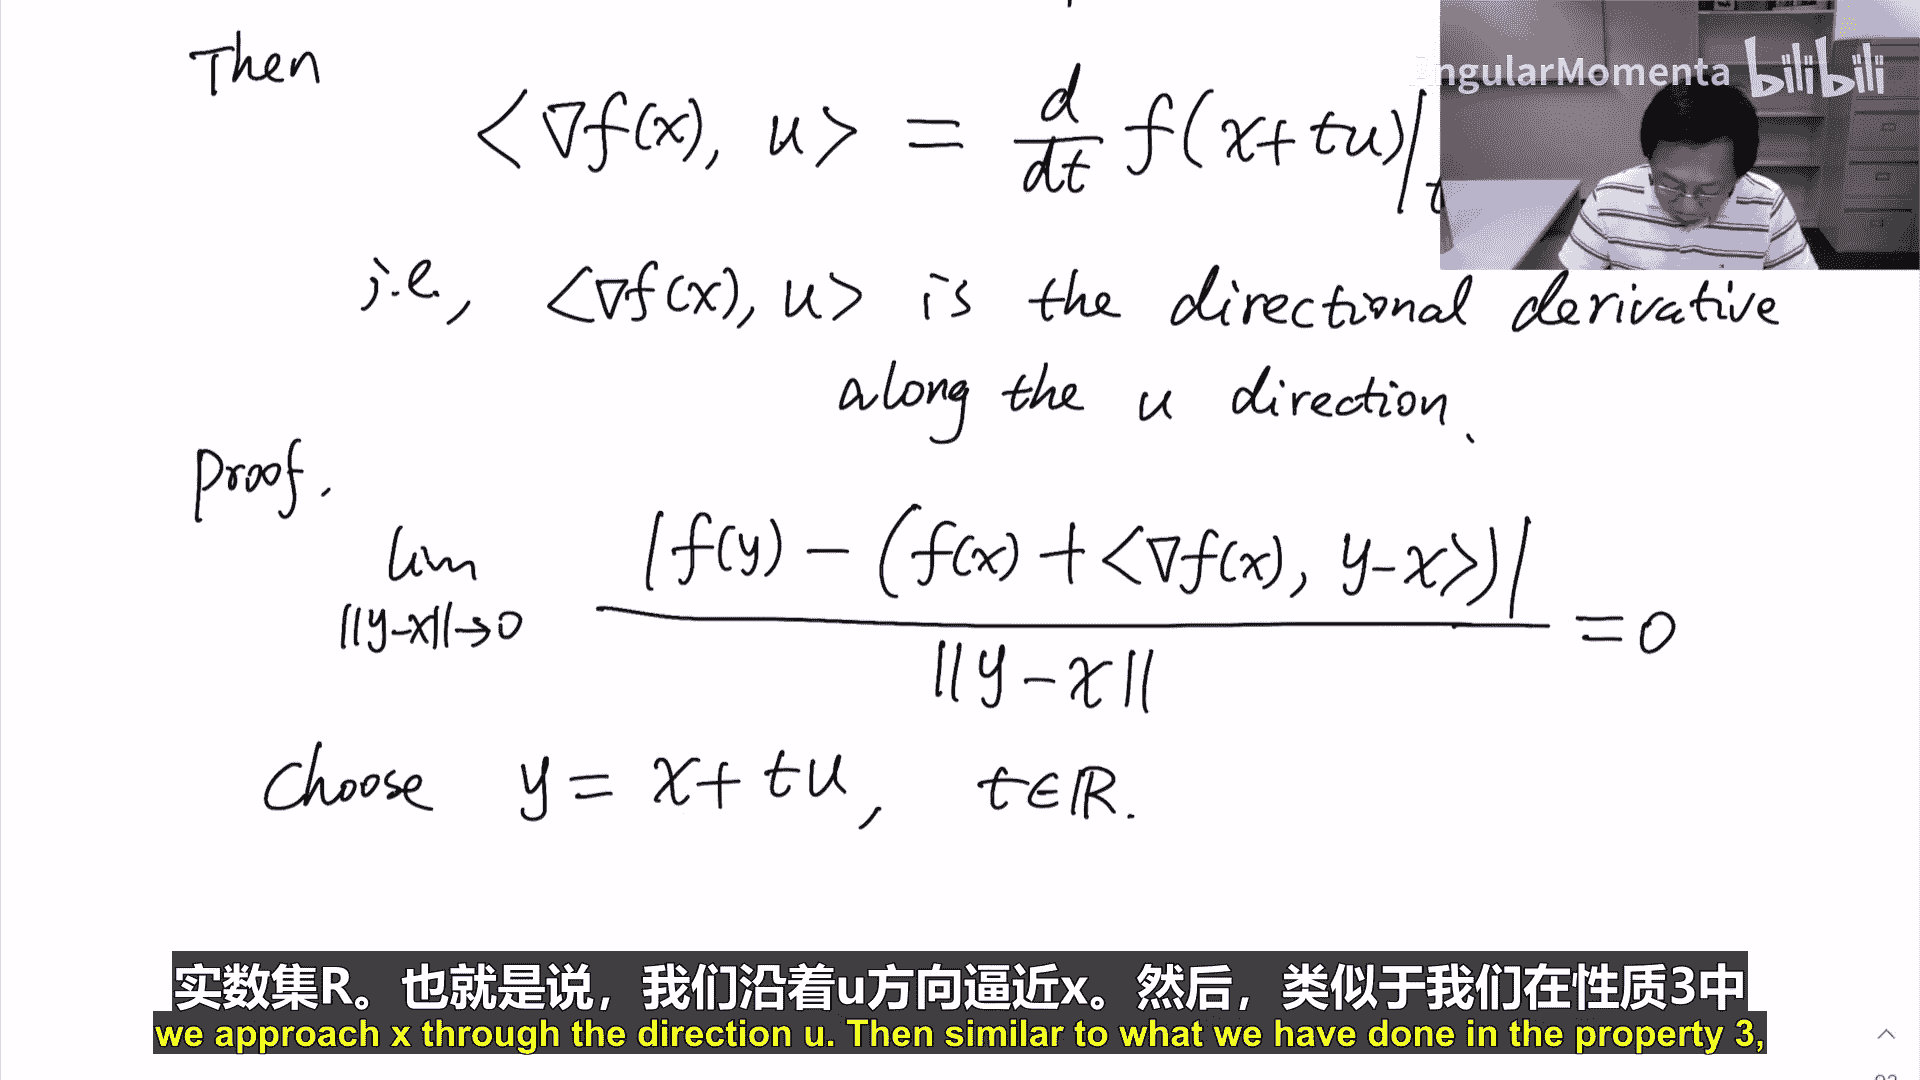 Then
<∇f(x), u> = d/dt f(x+tu)|t
ngularMomenta bilibili
i.e., <∇f(x), u> is the directional derivative
along the u direction.
Proof.
lim ||y-x||→0 |f(y) - (f(x) + <∇f(x), y-x>)| / ||y-x|| = 0
Choose y = x + tu, t∈ℝ.
实数集R。也就是说，我们沿着u方向逼近x。然后，类似于我们在性质3中
we approach x through the direction u. Then similar to what we have done in the property 3,